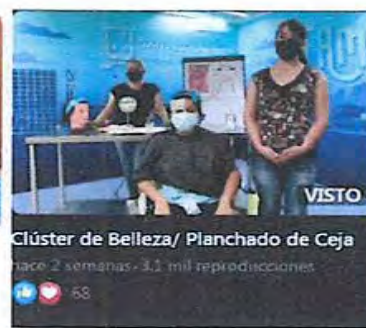 VISTO
Clúster de Belleza/ Planchado de Ceja
hace 2 semanas · 3,1 mil reproducciones
68